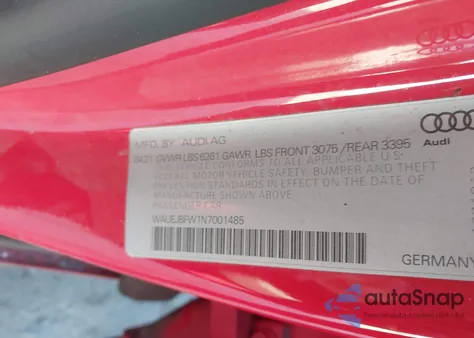 MFD. BY AUDI AG
0421 GVWR LBS 6261 GAWR LBS FRONT 3075 / REAR 3395
VEHICLE CONFORMS TO ALL APPLICABLE U S
FEDERAL MOTOR VEHICLE SAFETY, BUMPER AND THEFT
PREVENTION STANDARDS IN EFFECT ON THE DATE OF
MANUFACTURE SHOWN ABOVE.
PASSENGER CAR
WAUEJBFW1N7001485
Audi
GERMANY
autoSnap